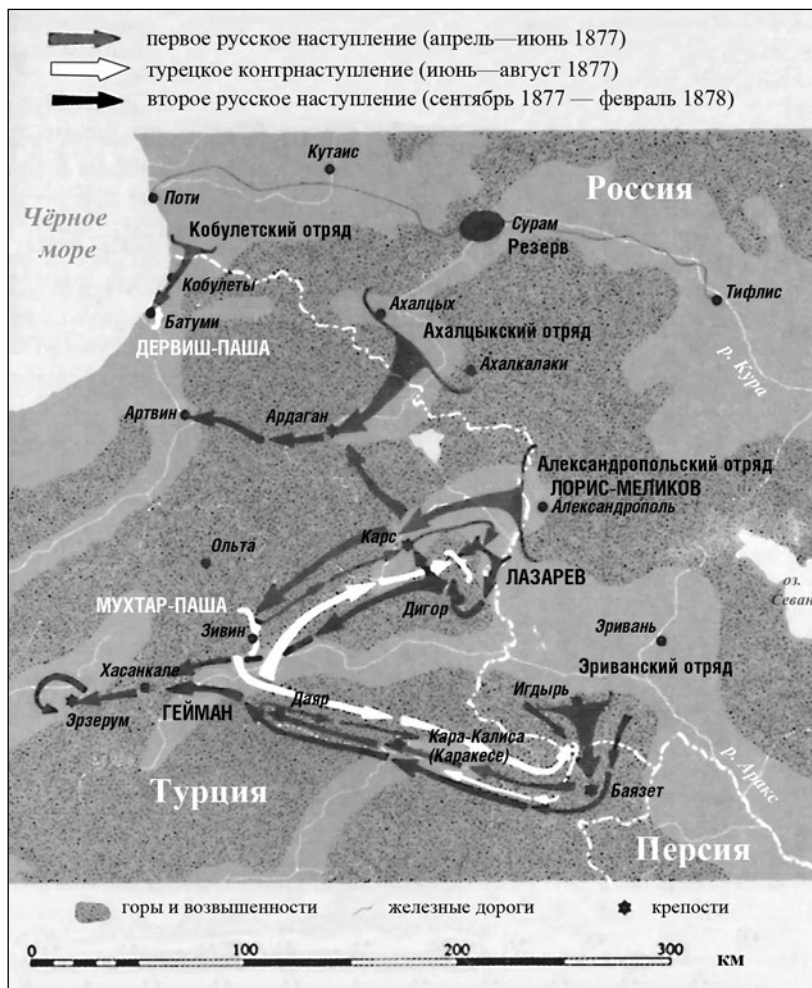 первое русское наступление (апрель—июнь 1877)
турецкое контрнаступление (июнь—август 1877)
второе русское наступление (сентябрь 1877 — февраль 1878)
Кутаис
Россия
Поти
Чёрное
море
Кобулетский отряд
Сурам
Резерв
Кобулеты
Тифлис
Ахалцых
Батуми
Ахалцыкский отряд
ДЕРВИШ-ПАША
р. Кура
Ахалкалаки
Артвин
Ардаган
Александропольский отряд
ЛОРИС-МЕЛИКОВ
Александрополь
Карс
Ольта
ЛАЗАРЕВ
оз.
Севан
МУХТАР-ПАША
Дигор
Зивин
Эривань
Хасанкале
Эриванский отряд
Игдырь
Даяр
Эрзерум
ГЕЙМАН
Кара-Калиса
(Каракесе)
р. Аракс
Турция
Баязет
Персия
горы и возвышенности
железные дороги
крепости
0 100 200 300 км